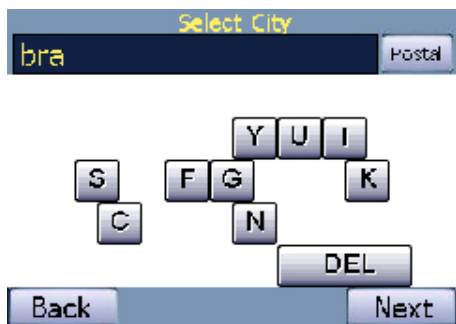 Select City
bra Postal
Y U I
S F G K
C N
DEL
Back Next